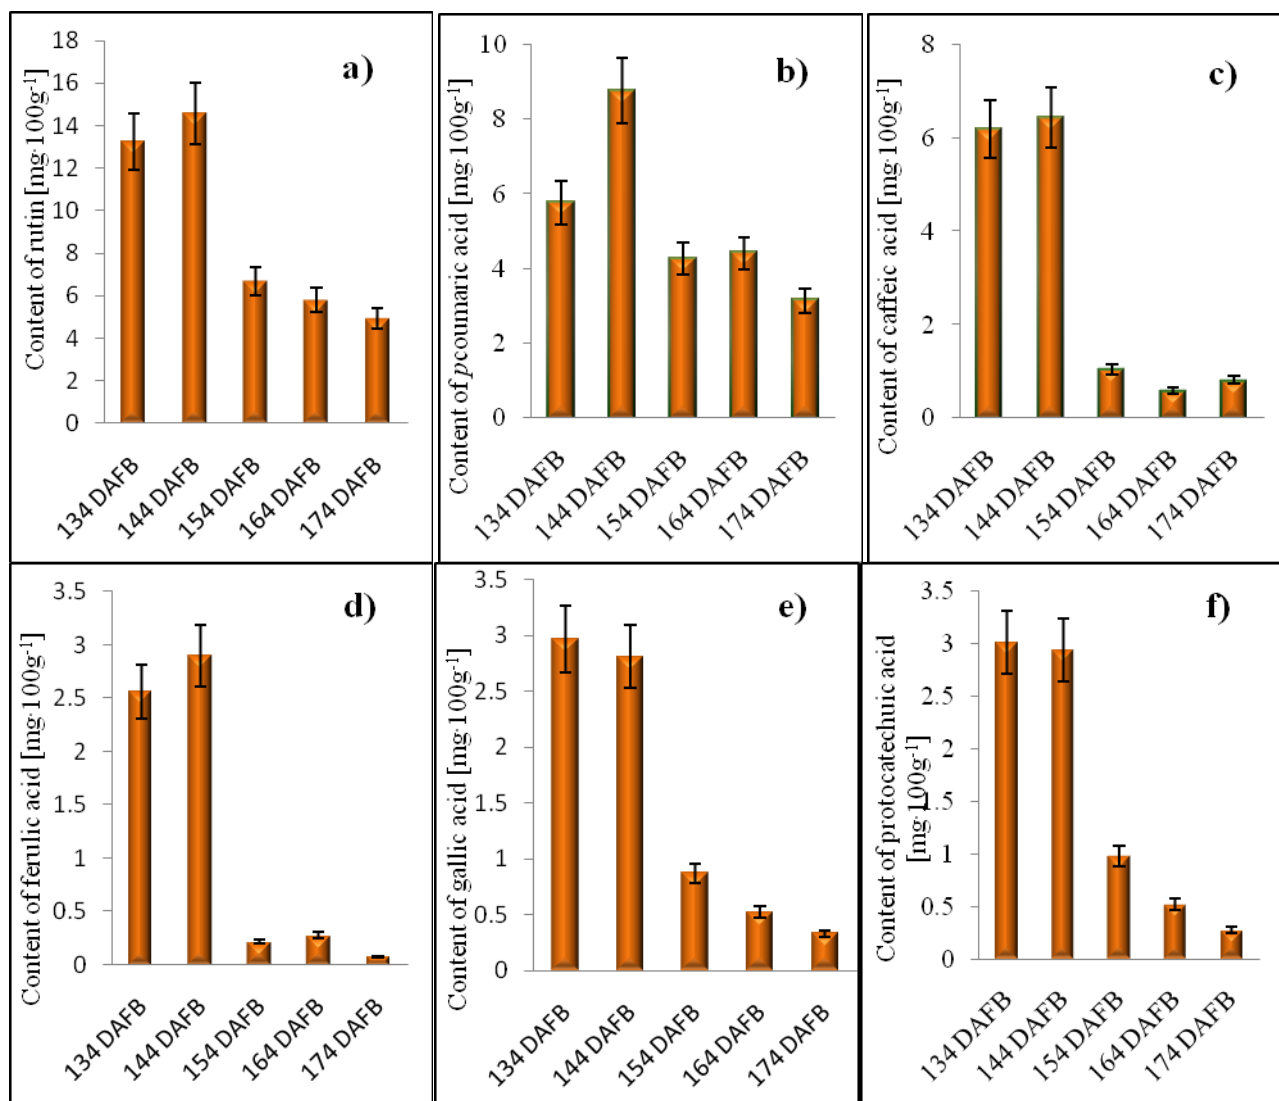 a)
Content of rutin [mg·100g-1]
18
16
14
12
10
8
6
4
2
0
134 DAFB
144 DAFB
154 DAFB
164 DAFB
174 DAFB
b)
Content of pcoumaric acid [mg·100g-1]
10
8
6
4
2
0
134 DAFB
144 DAFB
154 DAFB
164 DAFB
174 DAFB
c)
Content of caffeic acid [mg·100g-1]
8
6
4
2
0
134 DAFB
144 DAFB
154 DAFB
164 DAFB
174 DAFB
d)
Content of ferulic acid [mg·100g-1]
3.5
3
2.5
2
1.5
1
0.5
0
134 DAFB
144 DAFB
154 DAFB
164 DAFB
174 DAFB
e)
Content of gallic acid [mg·100g-1]
3.5
3
2.5
2
1.5
1
0.5
0
134 DAFB
144 DAFB
154 DAFB
164 DAFB
174 DAFB
f)
Content of protocatechuic acid
[mg·100g-1]
3.5
3
2.5
2
1.5
1
0.5
0
134 DAFB
144 DAFB
154 DAFB
164 DAFB
174 DAFB